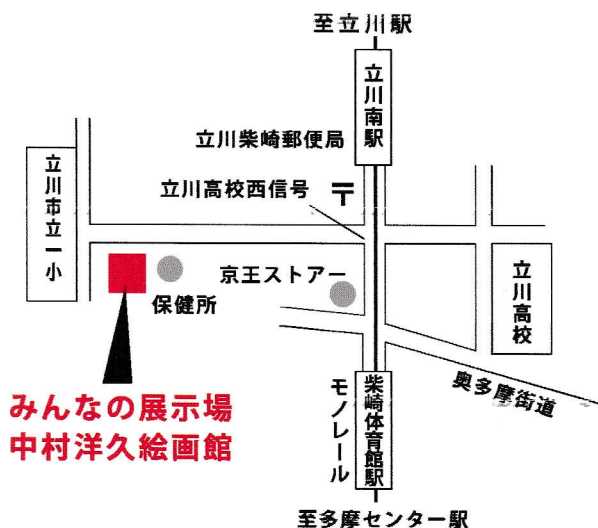 至立川駅
立川南駅
立川柴崎郵便局
立川高校西信号
〒
立川市立一小
京王ストアー
保健所
立川高校
みんなの展示場
中村洋久絵画館
モノレール
柴崎体育館駅
奥多摩街道
至多摩センター駅